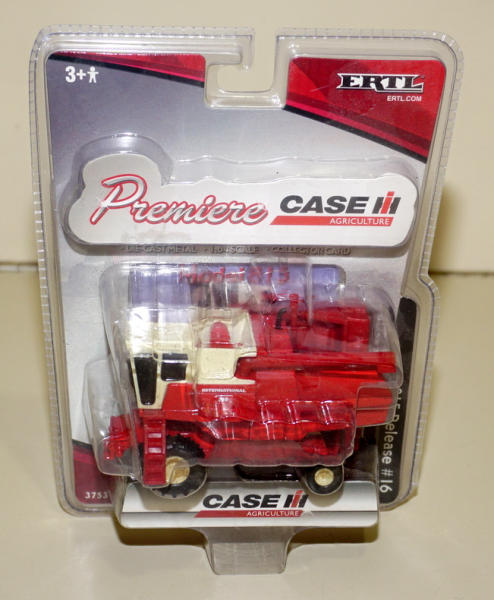 3+
ERTL
ERTL.COM
Premiere
CASE IH
AGRICULTURE
DIE-CAST METAL • 1:64 SCALE • COLLECTOR CARD
INTERNATIONAL
Release #16
3753
CASE IH
AGRICULTURE